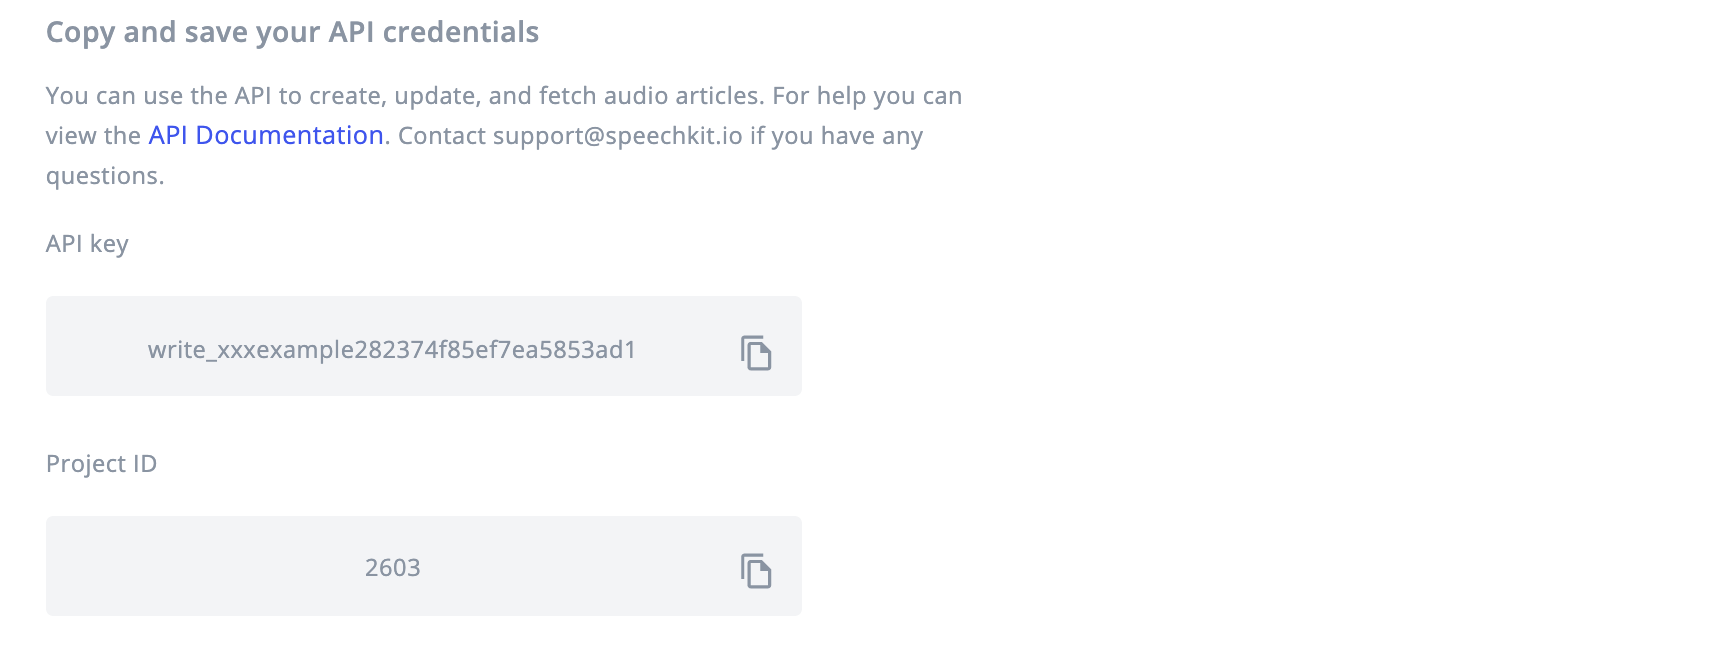 Copy and save your API credentials
You can use the API to create, update, and fetch audio articles. For help you can
view the API Documentation. Contact support@speechkit.io if you have any
questions.
API key
write_xxxexample282374f85ef7ea5853ad1
Project ID
2603